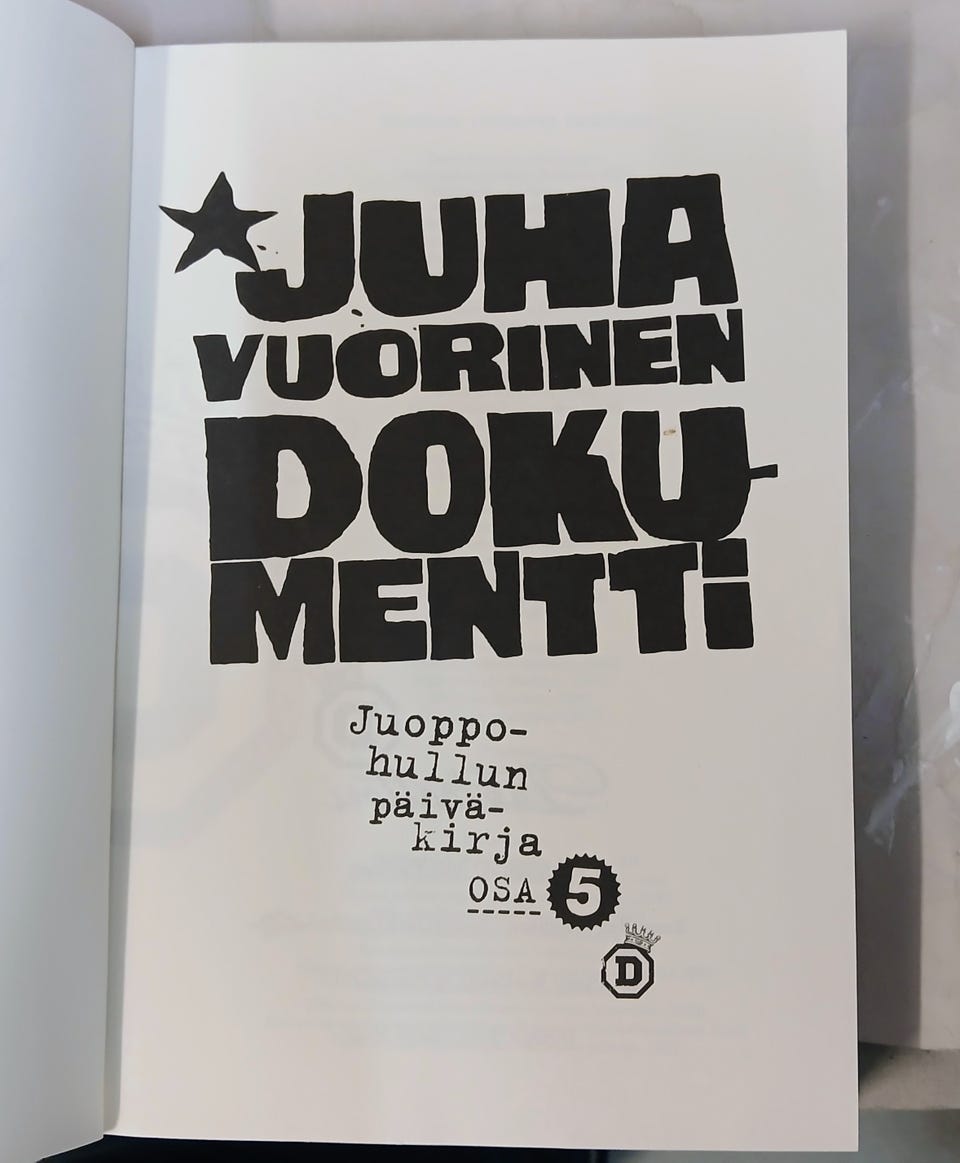 JUHA
VUORINEN
DOKU-
MENTTI
Juoppo-
hullun
päivä-
kirja
OSA 5
D